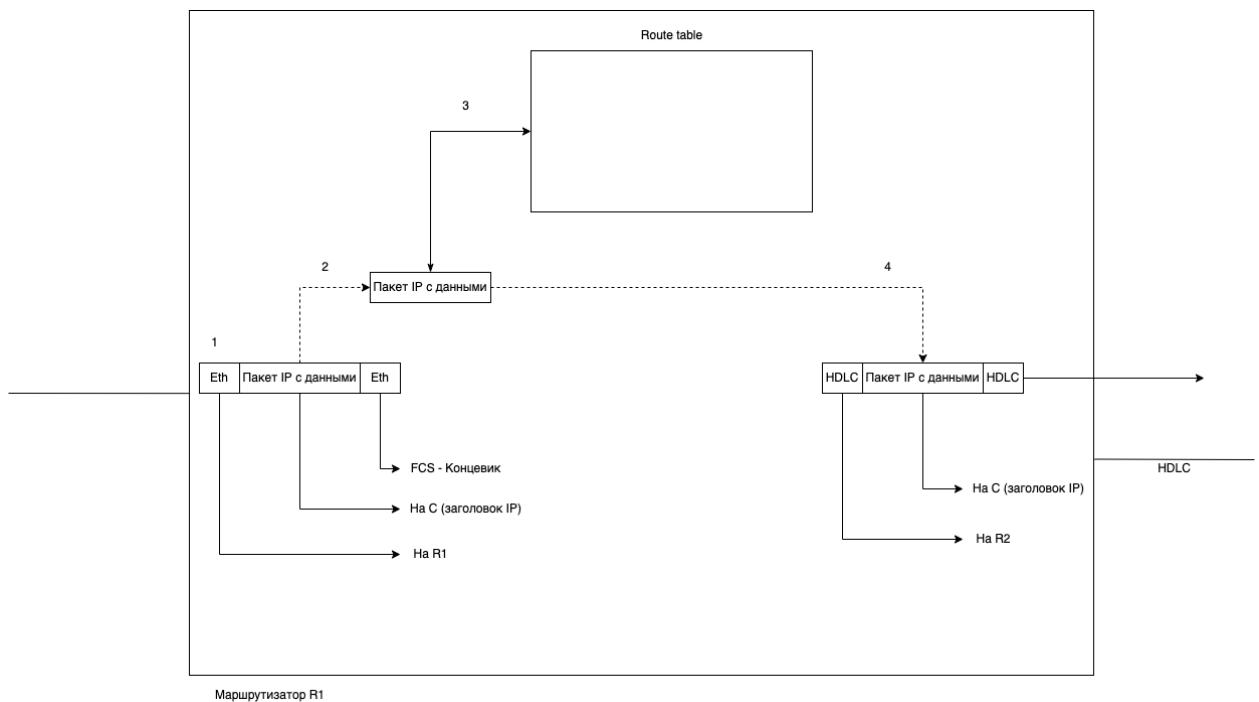 Route table
3
2
Пакет IP с данными
4
1
Eth
Пакет IP с данными
Eth
HDLC
Пакет IP с данными
HDLC
FCS - Концевик
На С (заголовок IP)
На R1
На С (заголовок IP)
На R2
HDLC
Маршрутизатор R1